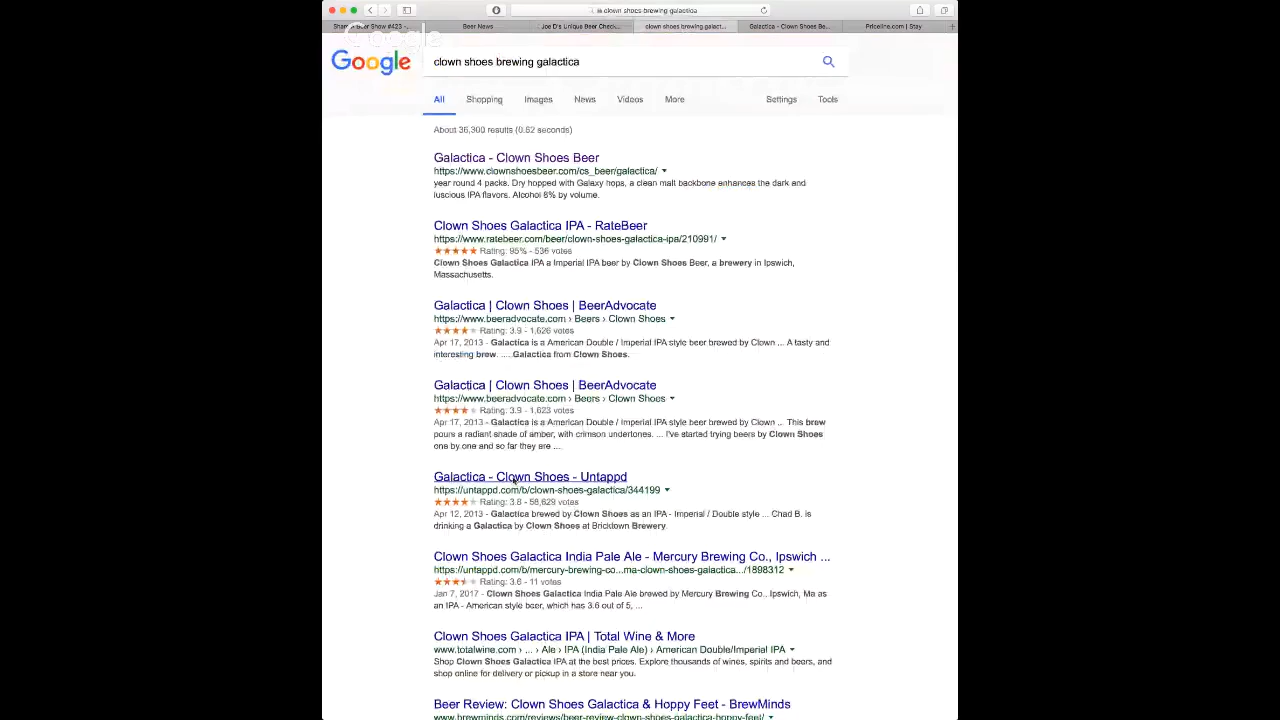 clown shoes brewing galactica
Share A Beer Show #423 -
Beer News
Joe D's Unique Beer Check...
clown shoes brewing galact...
Galactica - Clown Shoes Be...
Priceline.com | Stay
Google
Google
clown shoes brewing galactica
All
Shopping
Images
News
Videos
More
Settings
Tools
About 36,300 results (0.62 seconds)
Galactica - Clown Shoes Beer
https://www.clownshoesbeer.com/cs_beer/galactica/
year round 4 packs. Dry hopped with Galaxy hops, a clean malt backbone enhances the dark and
luscious IPA flavors. Alcohol 8% by volume.
Clown Shoes Galactica IPA - RateBeer
https://www.ratebeer.com/beer/clown-shoes-galactica-ipa/210991/
Rating: 95% - 536 votes
Clown Shoes Galactica IPA a Imperial IPA beer by Clown Shoes Beer, a brewery in Ipswich,
Massachusetts.
Galactica | Clown Shoes | BeerAdvocate
https://www.beeradvocate.com › Beers › Clown Shoes
Rating: 3.9 - 1,626 votes
Apr 17, 2013 - Galactica is a American Double / Imperial IPA style beer brewed by Clown ... A tasty and
interesting brew. ... .Galactica from Clown Shoes.
Galactica | Clown Shoes | BeerAdvocate
https://www.beeradvocate.com › Beers › Clown Shoes
Rating: 3.9 - 1,623 votes
Apr 17, 2013 - Galactica is a American Double / Imperial IPA style beer brewed by Clown ... This brew
pours a radiant shade of amber, with crimson undertones. ... I've started trying beers by Clown Shoes
one by one and so far they are ...
Galactica - Clown Shoes - Untappd
https://untappd.com/b/clown-shoes-galactica/344199
Rating: 3.8 - 58,629 votes
Apr 12, 2013 - Galactica brewed by Clown Shoes as an IPA - Imperial / Double style ... Chad B. is
drinking a Galactica by Clown Shoes at Bricktown Brewery.
Clown Shoes Galactica India Pale Ale - Mercury Brewing Co., Ipswich ...
https://untappd.com/b/mercury-brewing-co...ma-clown-shoes-galactica.../1898312
Rating: 3.6 - 11 votes
Jan 7, 2017 - Clown Shoes Galactica India Pale Ale brewed by Mercury Brewing Co., Ipswich, Ma as
an IPA - American style beer, which has 3.6 out of 5, ...
Clown Shoes Galactica IPA | Total Wine & More
www.totalwine.com › ... › Ale › IPA (India Pale Ale) › American Double/Imperial IPA
Shop Clown Shoes Galactica IPA at the best prices. Explore thousands of wines, spirits and beers, and
shop online for delivery or pickup in a store near you.
Beer Review: Clown Shoes Galactica & Hoppy Feet - BrewMinds
www.brewminds.com/reviews/beer-review-clown-shoes-galactica-hoppy-feet/